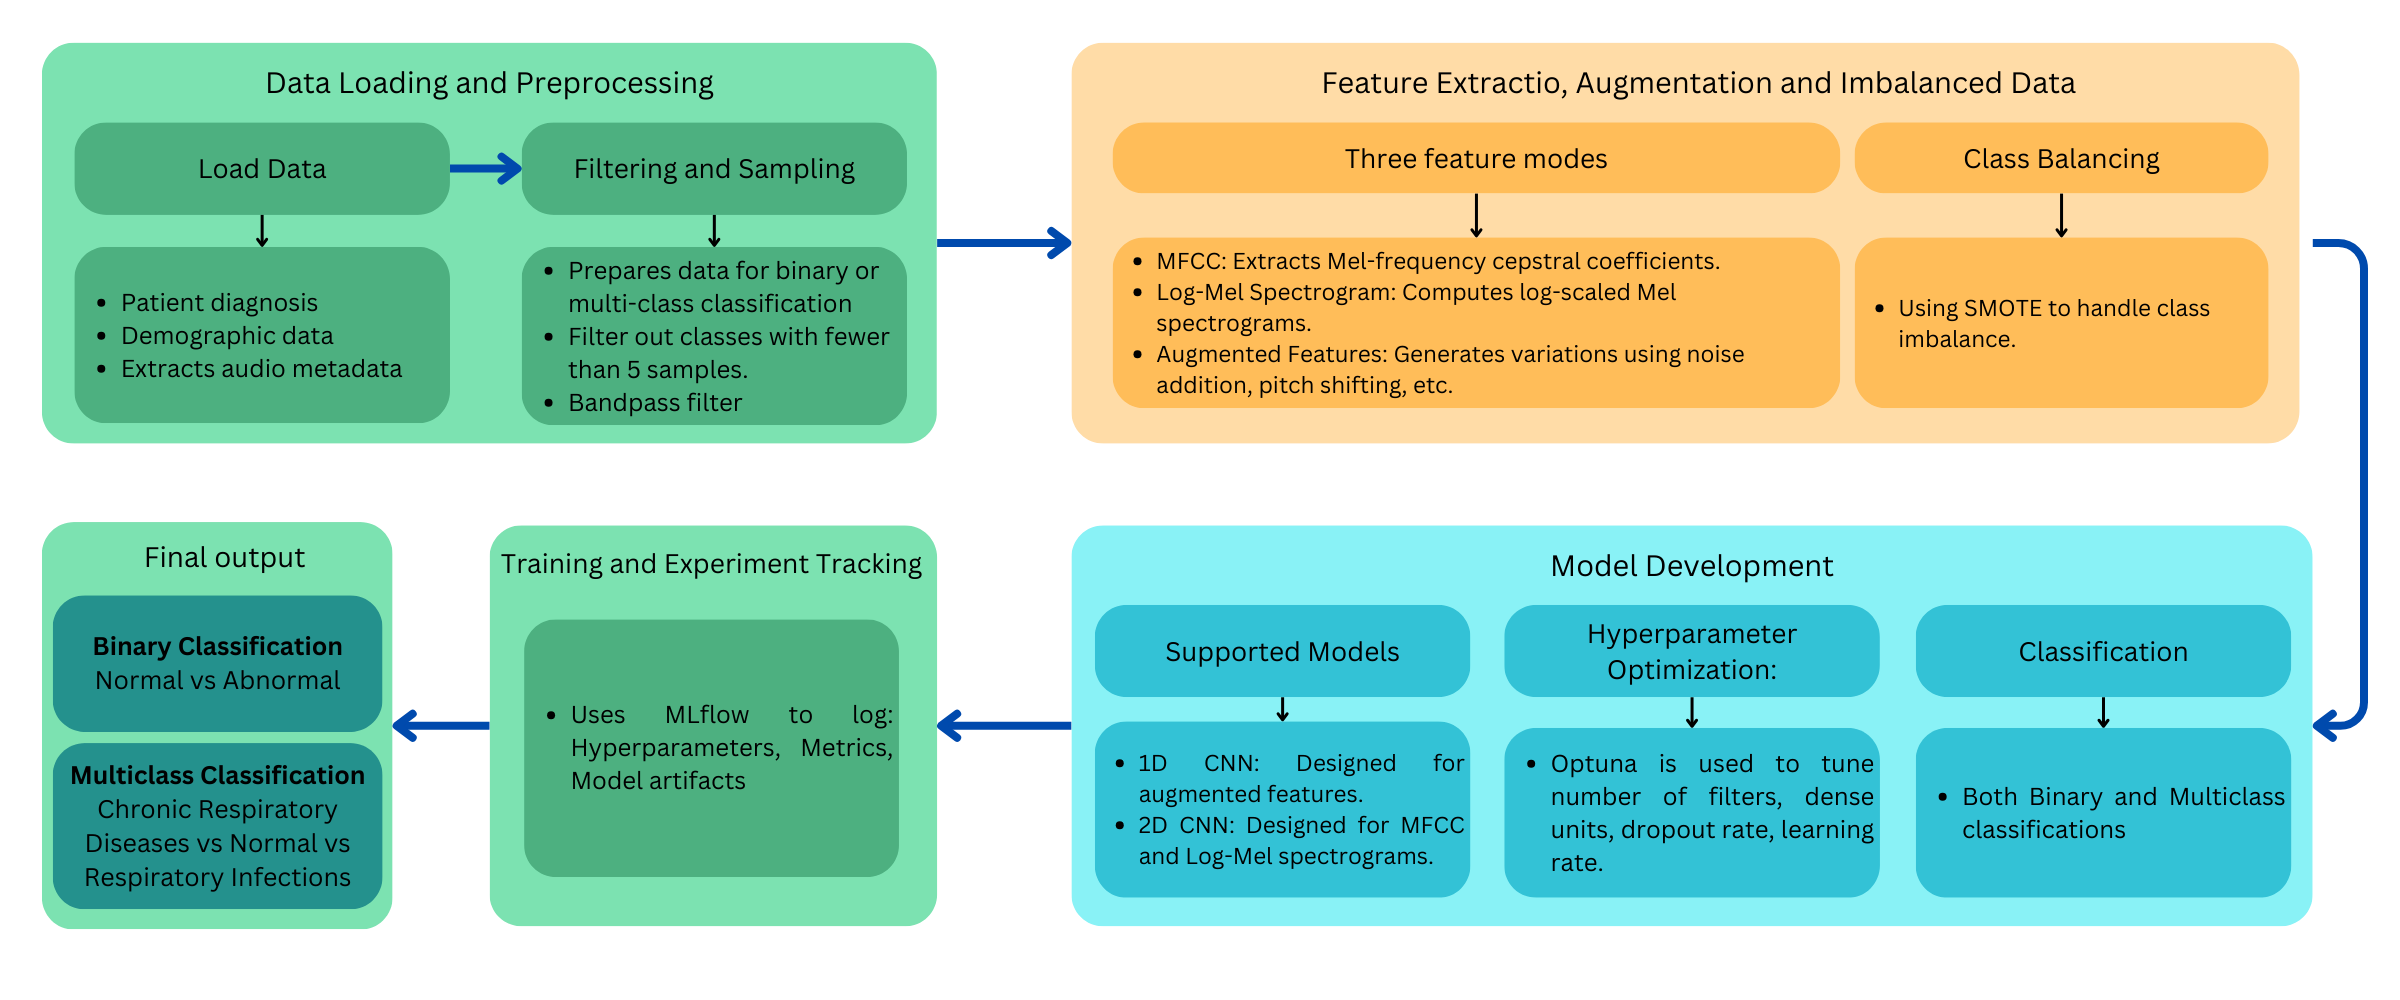 Data Loading and Preprocessing
Load Data
Filtering and Sampling
• Patient diagnosis
• Demographic data
• Extracts audio metadata
• Prepares data for binary or
multi-class classification
• Filter out classes with fewer
than 5 samples.
• Bandpass filter
Feature Extractio, Augmentation and Imbalanced Data
Three feature modes
Class Balancing
• MFCC: Extracts Mel-frequency cepstral coefficients.
• Log-Mel Spectrogram: Computes log-scaled Mel
spectrograms.
• Augmented Features: Generates variations using noise
addition, pitch shifting, etc.
• Using SMOTE to handle class
imbalance.
Model Development
Supported Models
Hyperparameter
Optimization:
Classification
• 1D CNN: Designed for
augmented features.
• 2D CNN: Designed for MFCC
and Log-Mel spectrograms.
• Optuna is used to tune
number of filters, dense
units, dropout rate, learning
rate.
• Both Binary and Multiclass
classifications
Training and Experiment Tracking
• Uses MLflow to log:
Hyperparameters, Metrics,
Model artifacts
Final output
Binary Classification
Normal vs Abnormal
Multiclass Classification
Chronic Respiratory
Diseases vs Normal vs
Respiratory Infections